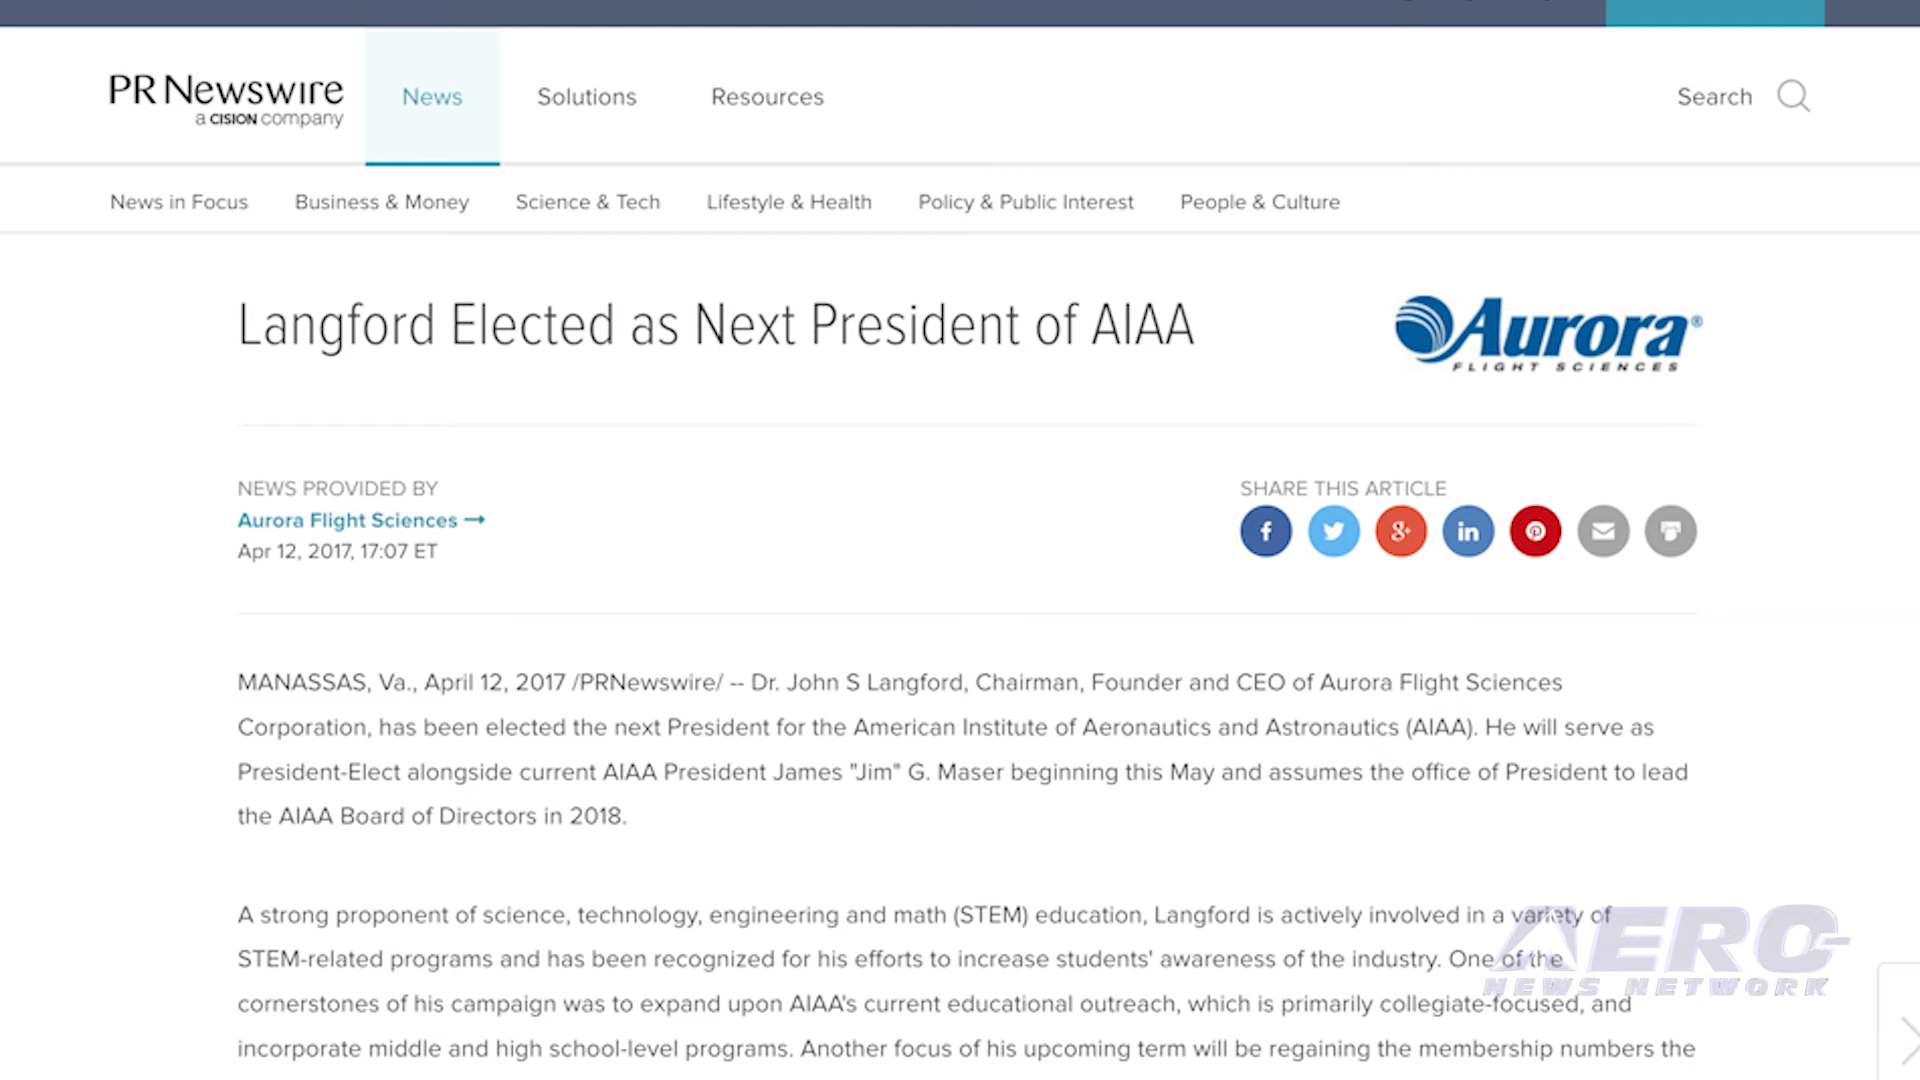 PR Newswire
a CISION company
News
Solutions
Resources
Search
News in Focus
Business & Money
Science & Tech
Lifestyle & Health
Policy & Public Interest
People & Culture
Langford Elected as Next President of AIAA
Aurora®
FLIGHT SCIENCES
NEWS PROVIDED BY
Aurora Flight Sciences
Apr 12, 2017, 17:07 ET
SHARE THIS ARTICLE
MANASSAS, Va., April 12, 2017 /PRNewswire/ -- Dr. John S Langford, Chairman, Founder and CEO of Aurora Flight Sciences
Corporation, has been elected the next President for the American Institute of Aeronautics and Astronautics (AIAA). He will serve as
President-Elect alongside current AIAA President James "Jim" G. Maser beginning this May and assumes the office of President to lead
the AIAA Board of Directors in 2018.
A strong proponent of science, technology, engineering and math (STEM) education, Langford is actively involved in a variety of
STEM-related programs and has been recognized for his efforts to increase students' awareness of the industry. One of the
cornerstones of his campaign was to expand upon AIAA's current educational outreach, which is primarily collegiate-focused, and
incorporate middle and high school-level programs. Another focus of his upcoming term will be regaining the membership numbers the
AERO
NEWS NETWORK